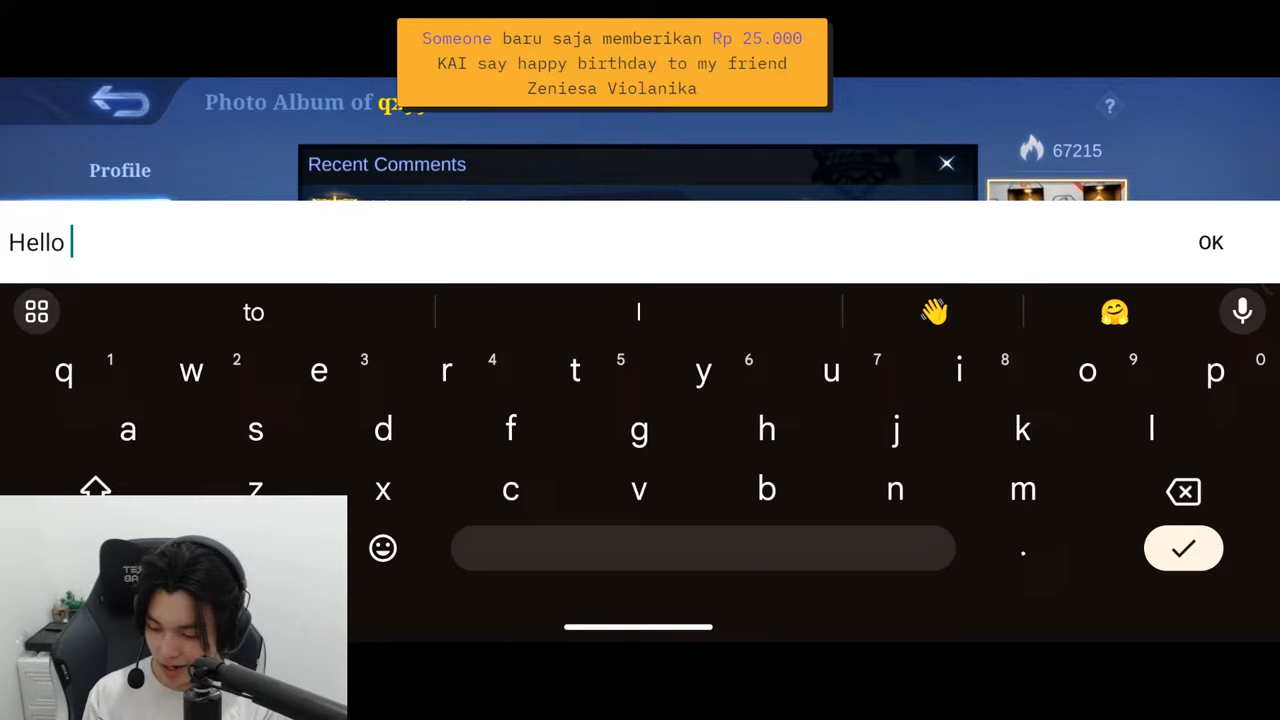 Someone baru saja memberikan Rp 25.000
KAI say happy birthday to my friend
Zeniesa Violanika
Photo Album of
?
Profile
Recent Comments
67215
Hello
OK
to
I
q 1 w 2 e 3 r 4 t 5 y 6 u 7 i 8 o 9 p 0
a s d f g h j k l
z x c v b n m
.